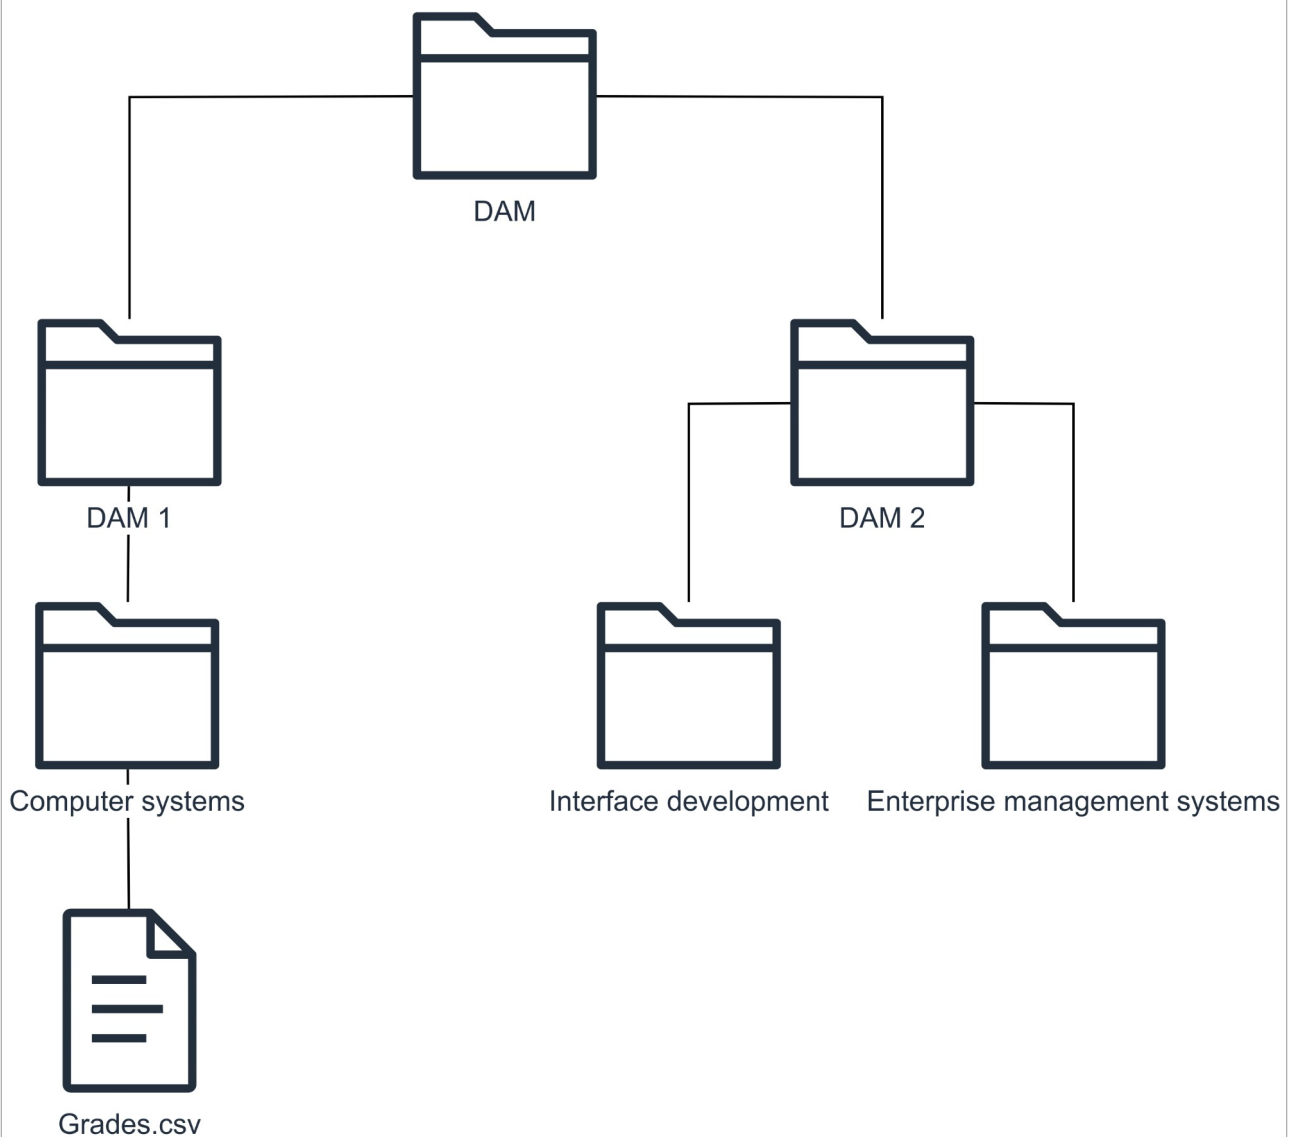 DAM
DAM 1
DAM 2
Computer systems
Interface development
Enterprise management systems
Grades.csv